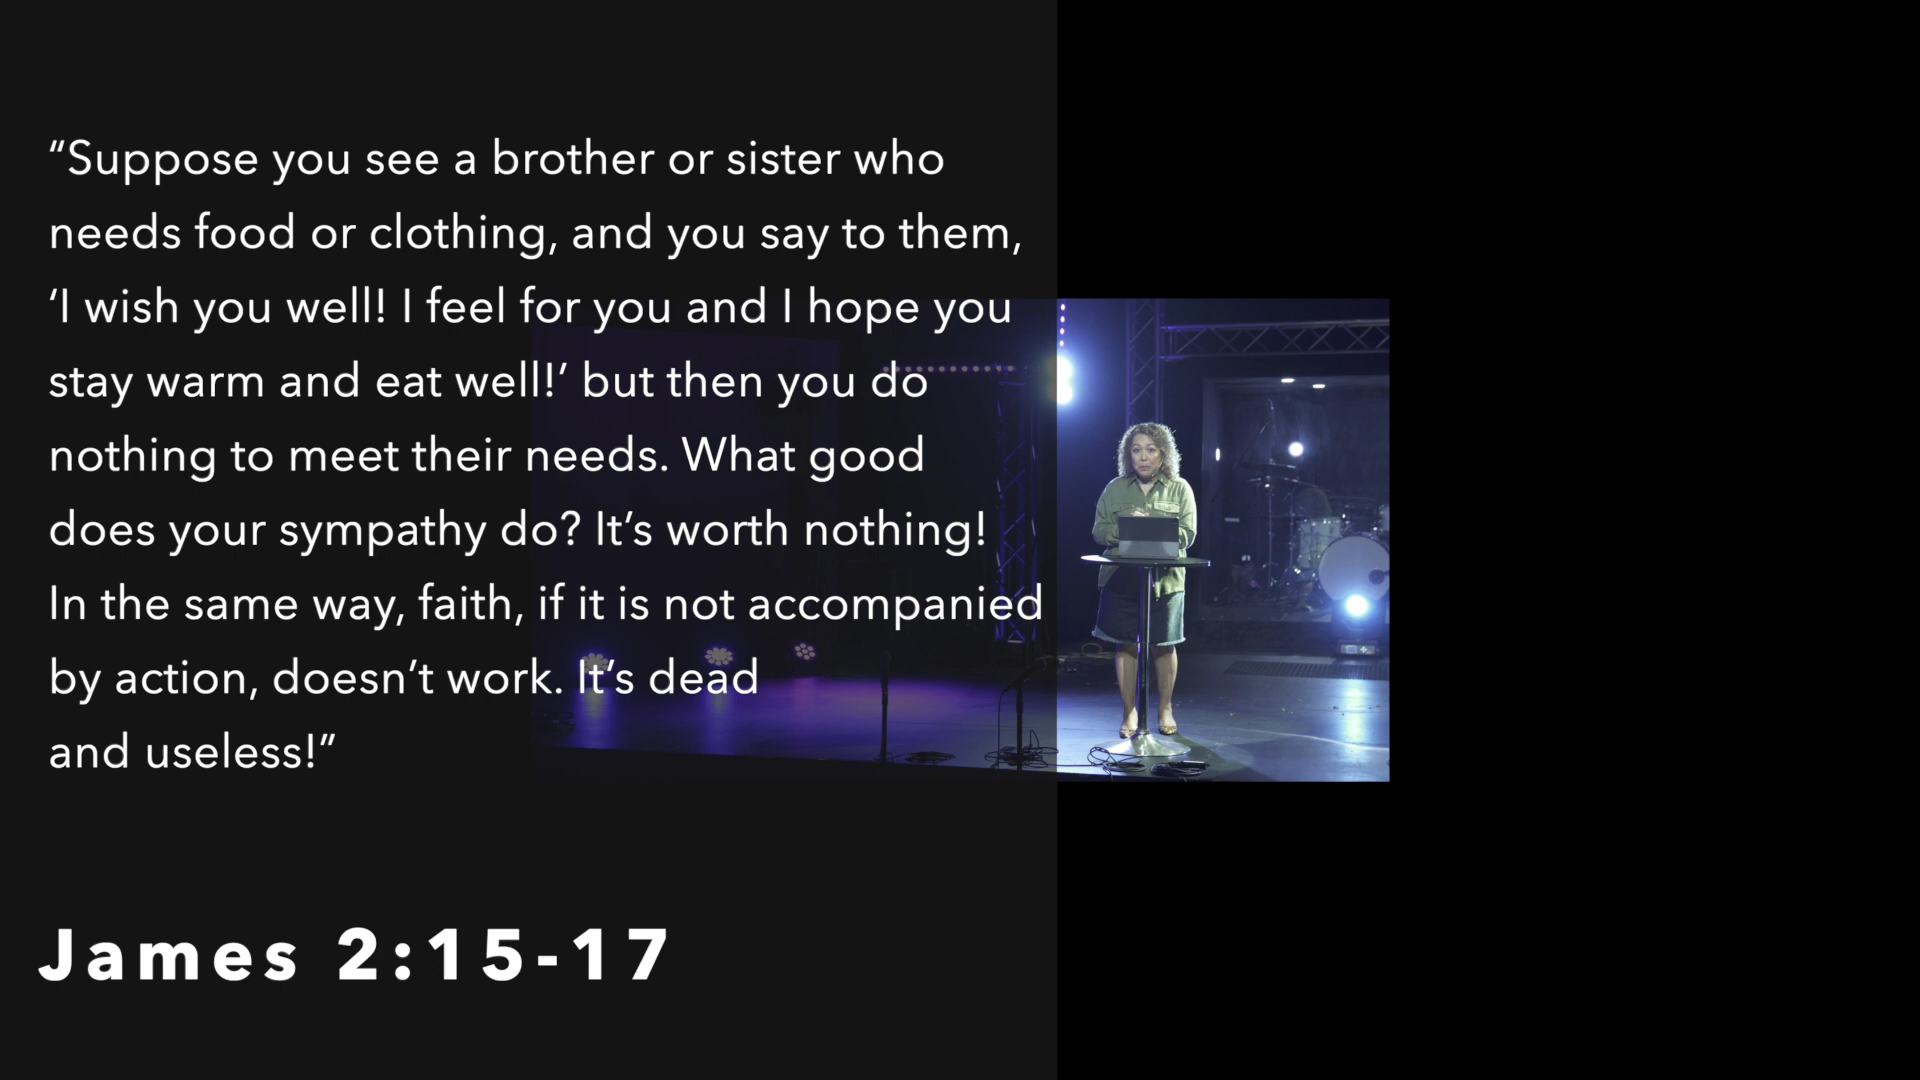 “Suppose you see a brother or sister who
needs food or clothing, and you say to them,
‘I wish you well! I feel for you and I hope you
stay warm and eat well!’ but then you do
nothing to meet their needs. What good
does your sympathy do? It’s worth nothing!
In the same way, faith, if it is not accompanied
by action, doesn’t work. It’s dead
and useless!”
James 2:15-17